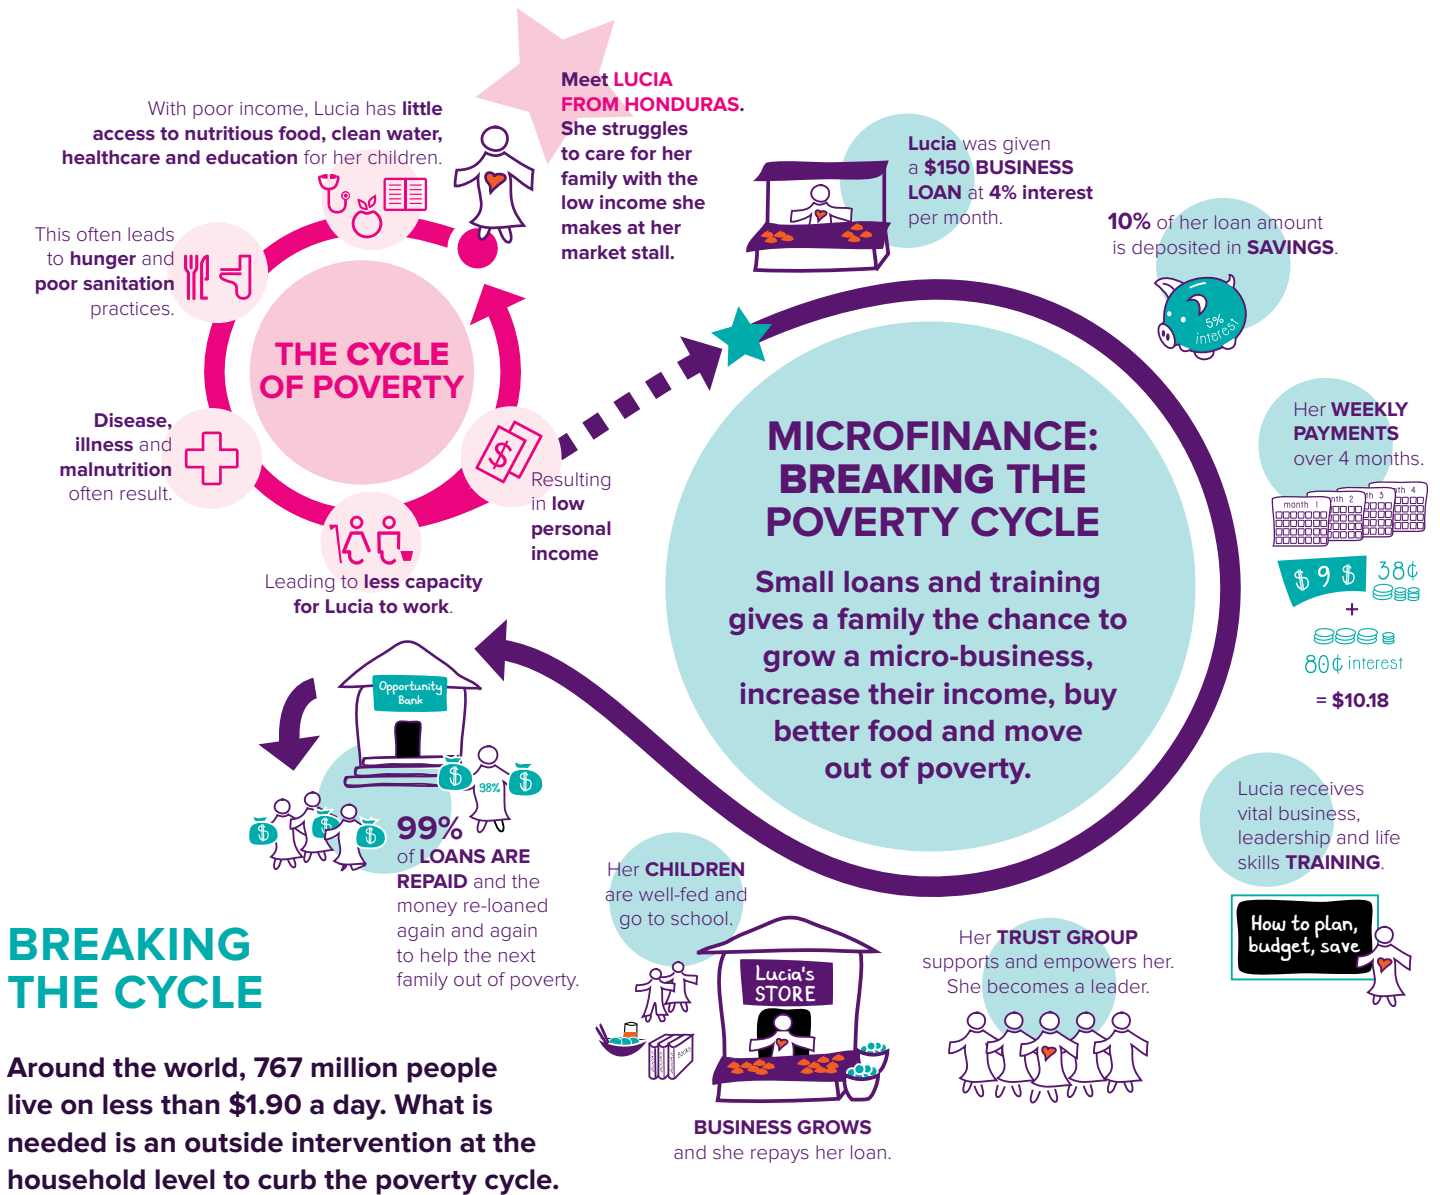 Meet LUCIA
FROM HONDURAS.
She struggles
to care for her
family with the
low income she
makes at her
market stall.
With poor income, Lucia has little
access to nutritious food, clean water,
healthcare and education for her children.
This often leads
to hunger and
poor sanitation
practices.
Disease,
illness and
malnutrition
often result.
Leading to less capacity
for Lucia to work.
$
Resulting
in low
personal
income
THE CYCLE
OF POVERTY
Lucia was given
a $150 BUSINESS
LOAN at 4% interest
per month.
10% of her loan amount
is deposited in SAVINGS.
5%
interest
Her WEEKLY
PAYMENTS
over 4 months.
month 1
nth 2
th 3
nth 4
$ 9 $ 38¢
+
80¢ interest
= $10.18
MICROFINANCE:
BREAKING THE
POVERTY CYCLE
Small loans and training
gives a family the chance to
grow a micro-business,
increase their income, buy
better food and move
out of poverty.
Lucia receives
vital business,
leadership and life
skills TRAINING.
How to plan,
budget, save
Her TRUST GROUP
supports and empowers her.
She becomes a leader.
Her CHILDREN
are well-fed and
go to school.
Lucia's
STORE
BOOKS
BUSINESS GROWS
and she repays her loan.
Opportunity
Bank
$ 98% $
$ $ $
99%
of LOANS ARE
REPAID and the
money re-loaned
again and again
to help the next
family out of poverty.
BREAKING
THE CYCLE
Around the world, 767 million people
live on less than $1.90 a day. What is
needed is an outside intervention at the
household level to curb the poverty cycle.